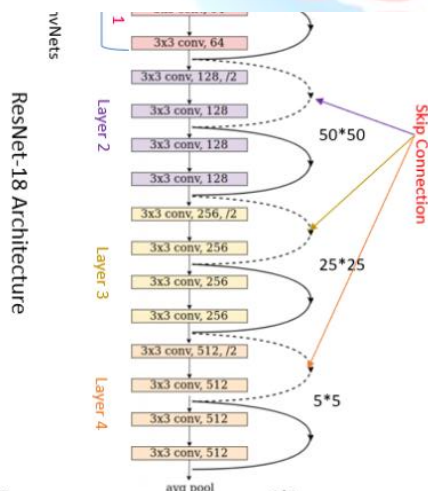 3x3 conv, 64
1
nvNets
3x3 conv, 128, /2
3x3 conv, 128
3x3 conv, 128
3x3 conv, 128
Layer 2
50*50
Skip Connection
3x3 conv, 256, /2
3x3 conv, 256
3x3 conv, 256
3x3 conv, 256
Layer 3
25*25
ResNet-18 Architecture
3x3 conv, 512, /2
3x3 conv, 512
3x3 conv, 512
3x3 conv, 512
Layer 4
5*5
avg pool